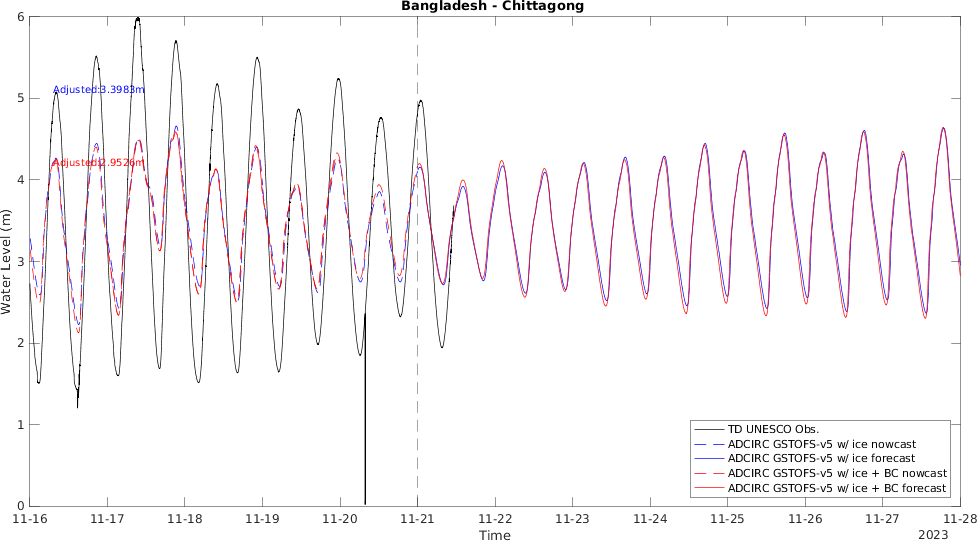 Bangladesh - Chittagong
6
5
4
3
2
1
0
Water Level (m)
Adjusted:3.3983m
Adjusted:2.9526m
TD UNESCO Obs.
ADCIRC GSTOFS-v5 w/ ice nowcast
ADCIRC GSTOFS-v5 w/ ice forecast
ADCIRC GSTOFS-v5 w/ ice + BC nowcast
ADCIRC GSTOFS-v5 w/ ice + BC forecast
11-16 11-17 11-18 11-19 11-20 11-21 11-22 11-23 11-24 11-25 11-26 11-27 11-28
Time
2023